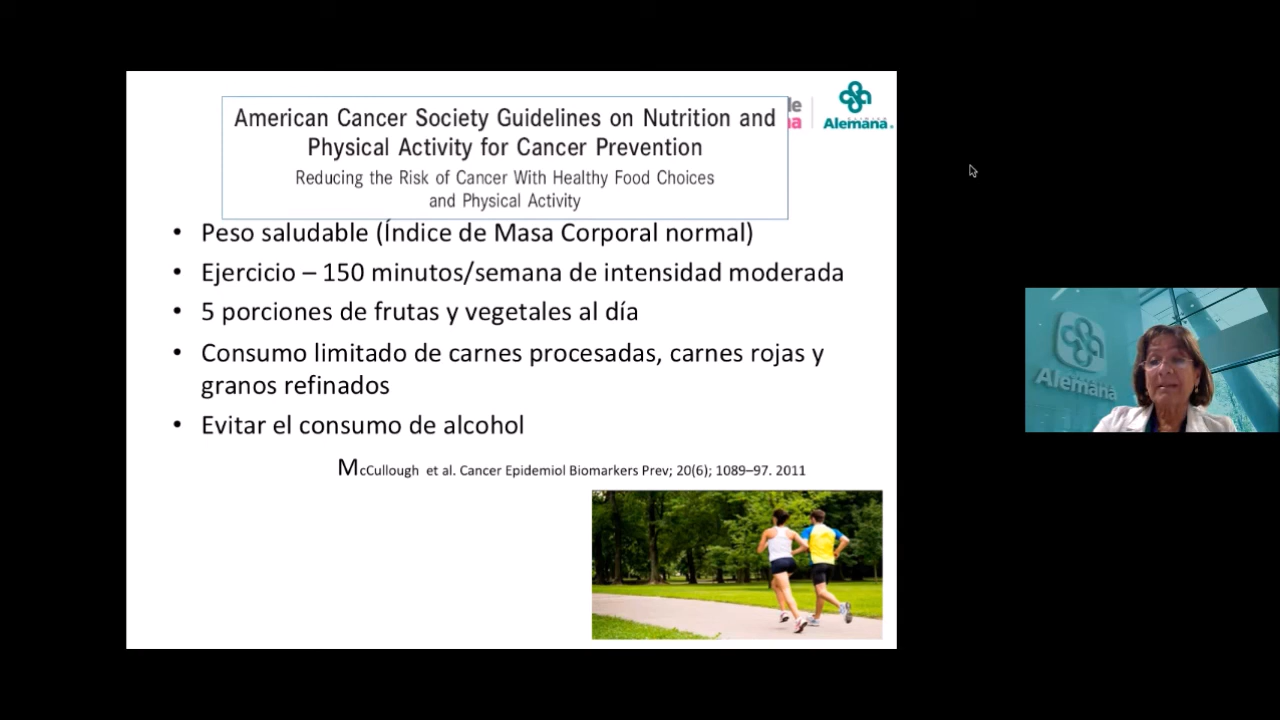 American Cancer Society Guidelines on Nutrition and
Physical Activity for Cancer Prevention
Reducing the Risk of Cancer With Healthy Food Choices
and Physical Activity
Alemana.
• Peso saludable (Índice de Masa Corporal normal)
• Ejercicio – 150 minutos/semana de intensidad moderada
• 5 porciones de frutas y vegetales al día
• Consumo limitado de carnes procesadas, carnes rojas y
granos refinados
• Evitar el consumo de alcohol
McCullough et al. Cancer Epidemiol Biomarkers Prev; 20(6); 1089–97. 2011
Alemana